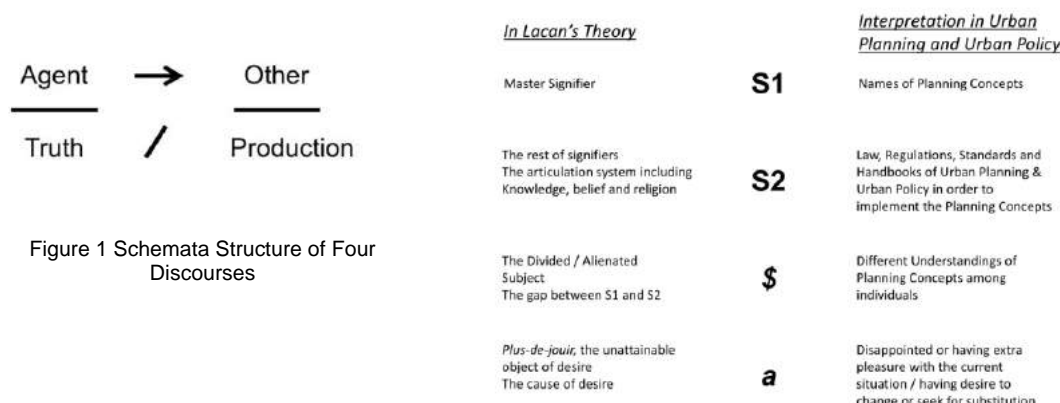 Agent → Other
Truth / Production
Figure 1 Schemata Structure of Four
Discourses
In Lacan's Theory
Interpretation in Urban
Planning and Urban Policy
Master Signifier
S1
Names of Planning Concepts
The rest of signifiers
The articulation system including
Knowledge, belief and religion
S2
Law, Regulations, Standards and
Handbooks of Urban Planning &
Urban Policy in order to
implement the Planning Concepts
The Divided / Alienated
Subject
The gap between S1 and S2
$
Different Understandings of
Planning Concepts among
individuals
Plus-de-jouir, the unattainable
object of desire
The cause of desire
a
Disappointed or having extra
pleasure with the current
situation / having desire to
change or seek for substitution